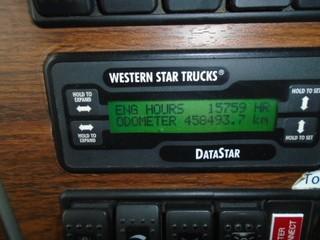 WESTERN STAR TRUCKS®
HOLD TO EXPAND
HOLD TO SET
ENG HOURS 15759 HR
ODOMETER 458493.7 km
HOLD TO EXPAND
HOLD TO SET
DATASTAR
To